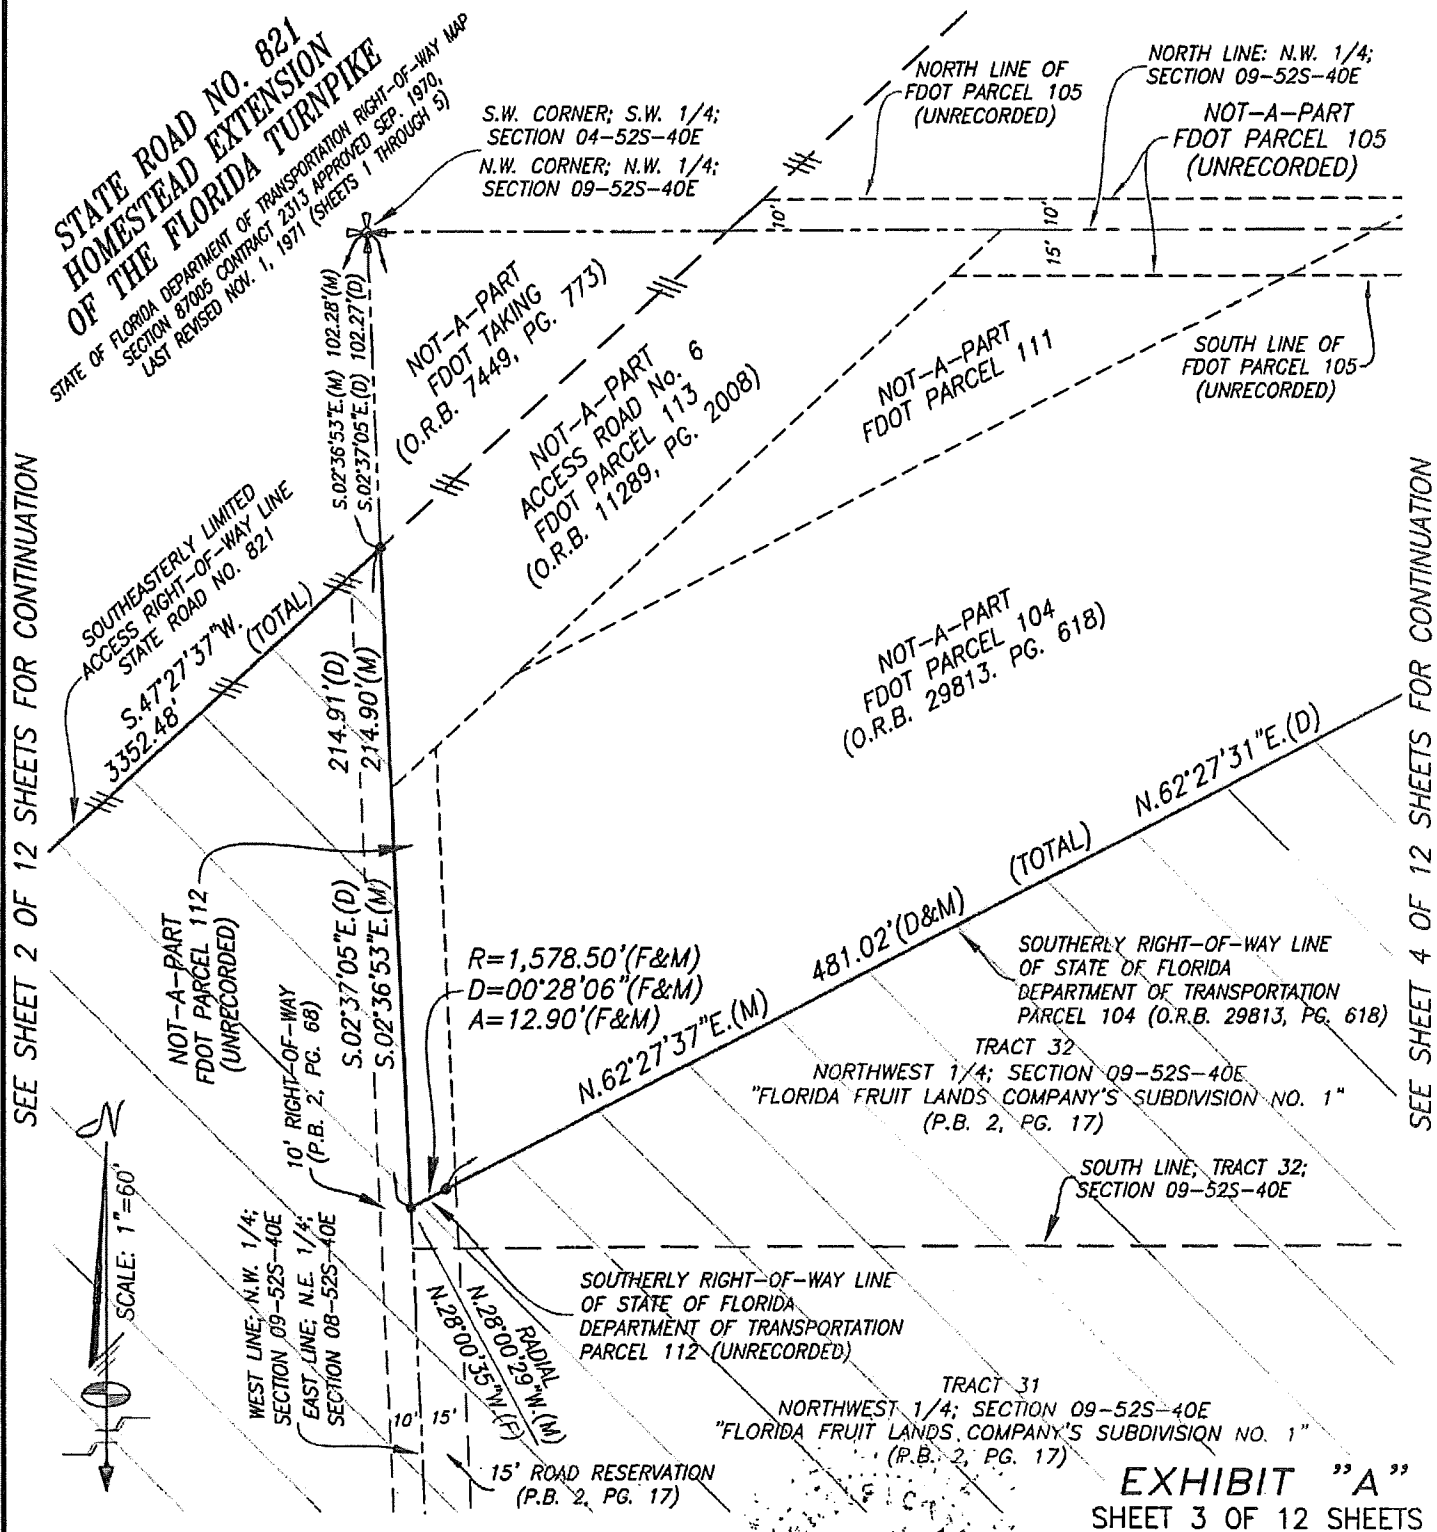 STATE ROAD NO. 821
HOMESTEAD EXTENSION
OF THE FLORIDA TURNPIKE
STATE OF FLORIDA DEPARTMENT OF TRANSPORTATION RIGHT-OF-WAY MAP
SECTION 87005 CONTRACT 2313 APPROVED SEP. 1970,
LAST REVISED NOV. 1, 1971 (SHEETS 1 THROUGH 5)
S.W. CORNER; S.W. 1/4;
SECTION 04-52S-40E
N.W. CORNER; N.W. 1/4;
SECTION 09-52S-40E
NORTH LINE OF
FDOT PARCEL 105
(UNRECORDED)
NORTH LINE: N.W. 1/4;
SECTION 09-52S-40E
NOT-A-PART
FDOT PARCEL 105
(UNRECORDED)
10'
10'
15'
SOUTH LINE OF
FDOT PARCEL 105
(UNRECORDED)
S.02°36'53"E.(M) 102.28'(M)
S.02°37'05"E.(D) 102.27'(D)
NOT-A-PART
FDOT TAKING
(O.R.B. 7449, PG. 773)
NOT-A-PART
ACCESS ROAD No. 6
FDOT PARCEL 113
(O.R.B. 11289, PG. 2008)
NOT-A-PART
FDOT PARCEL 111
NOT-A-PART
FDOT PARCEL 104
(O.R.B. 29813. PG. 618)
SEE SHEET 2 OF 12 SHEETS FOR CONTINUATION
SEE SHEET 4 OF 12 SHEETS FOR CONTINUATION
SOUTHEASTERLY LIMITED
ACCESS RIGHT-OF-WAY LINE
STATE ROAD NO. 821
S.47°27'37"W. (TOTAL)
3352.48'
214.91'(D)
214.90'(M)
S.02°37'05"E.(D)
S.02°36'53"E.(M)
NOT-A-PART
FDOT PARCEL 112
(UNRECORDED)
10' RIGHT-OF-WAY
(P.B. 2, PG. 68)
R=1,578.50'(F&M)
D=00°28'06"(F&M)
A=12.90'(F&M)
N.62°27'37"E.(M)
481.02'(D&M)
(TOTAL)
N.62°27'31"E.(D)
SOUTHERLY RIGHT-OF-WAY LINE
OF STATE OF FLORIDA
DEPARTMENT OF TRANSPORTATION
PARCEL 104 (O.R.B. 29813, PG. 618)
TRACT 32
NORTHWEST 1/4; SECTION 09-52S-40E
"FLORIDA FRUIT LANDS COMPANY'S SUBDIVISION NO. 1"
(P.B. 2, PG. 17)
SOUTH LINE, TRACT 32;
SECTION 09-52S-40E
N
SCALE: 1"=60'
WEST LINE; N.W. 1/4;
SECTION 09-52S-40E
EAST LINE; N.E. 1/4;
SECTION 08-52S-40E
SOUTHERLY RIGHT-OF-WAY LINE
OF STATE OF FLORIDA
DEPARTMENT OF TRANSPORTATION
PARCEL 112 (UNRECORDED)
RADIAL
N.28°00'29"W.(M)
N.28°00'35"W.(F)
10'
15'
15' ROAD RESERVATION
(P.B. 2, PG. 17)
TRACT 31
NORTHWEST 1/4; SECTION 09-52S-40E
"FLORIDA FRUIT LANDS COMPANY'S SUBDIVISION NO. 1"
(P.B. 2, PG. 17)
EXHIBIT "A"
SHEET 3 OF 12 SHEETS